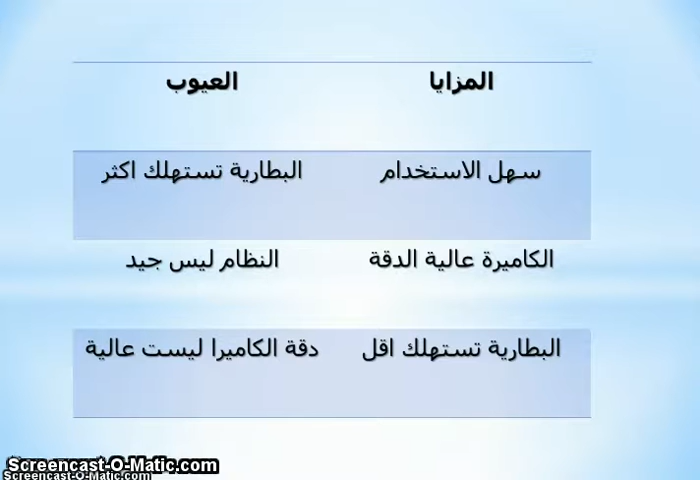 المزايا العيوب
سهل الاستخدام البطارية تستهلك اكثر
الكاميرة عالية الدقة النظام ليس جيد
البطارية تستهلك اقل دقة الكاميرا ليست عالية
Screencast-O-Matic.com
Screencast-O-Matic.com